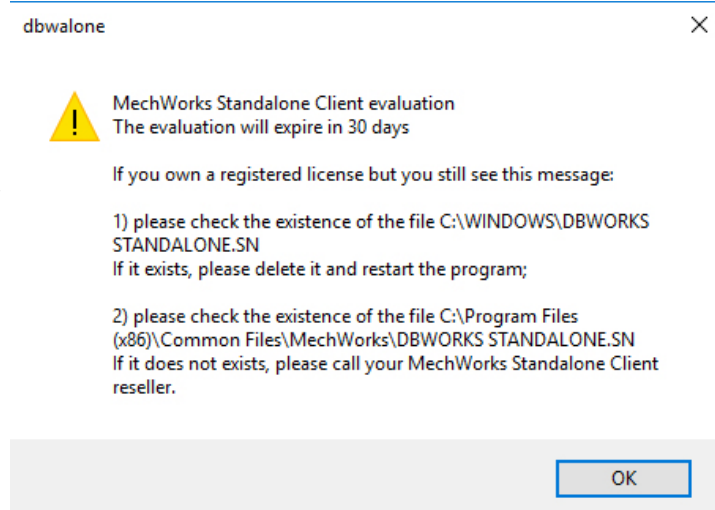 dbwalone
MechWorks Standalone Client evaluation
The evaluation will expire in 30 days
If you own a registered license but you still see this message:
1) please check the existence of the file C:\WINDOWS\DBWORKS
STANDALONE.SN
If it exists, please delete it and restart the program;
2) please check the existence of the file C:\Program Files
(x86)\Common Files\MechWorks\DBWORKS STANDALONE.SN
If it does not exists, please call your MechWorks Standalone Client
reseller.
OK